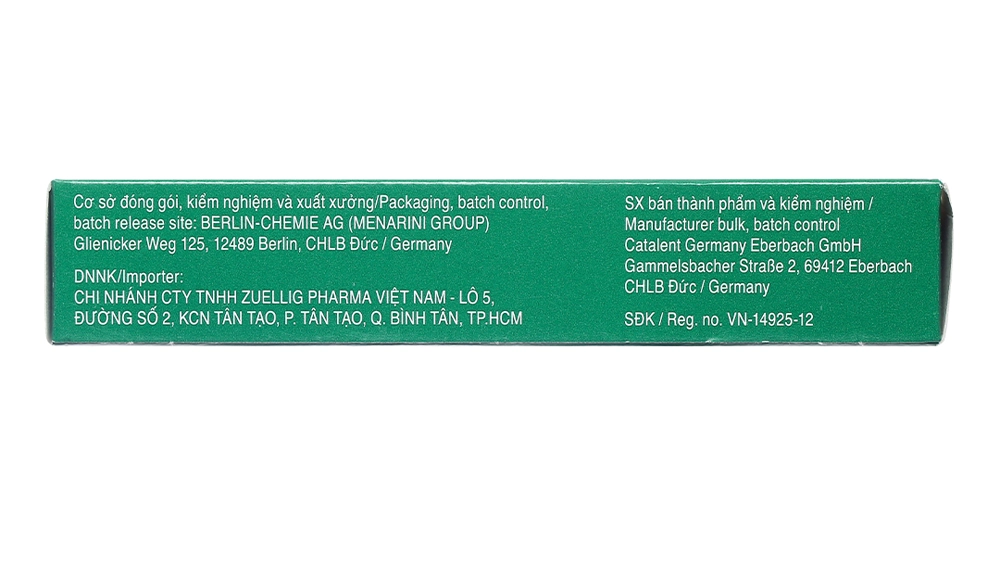 Cơ sở đóng gói, kiểm nghiệm và xuất xưởng/Packaging, batch control,
batch release site: BERLIN-CHEMIE AG (MENARINI GROUP)
Glienicker Weg 125, 12489 Berlin, CHLB Đức / Germany
DNNK/Importer:
CHI NHÁNH CTY TNHH ZUELLIG PHARMA VIỆT NAM - LÔ 5,
ĐƯỜNG SỐ 2, KCN TÂN TẠO, P. TÂN TẠO, Q. BÌNH TÂN, TP.HCM
SX bán thành phẩm và kiểm nghiệm /
Manufacturer bulk, batch control
Catalent Germany Eberbach GmbH
Gammelsbacher Straße 2, 69412 Eberbach
CHLB Đức / Germany
SĐK / Reg. no. VN-14925-12